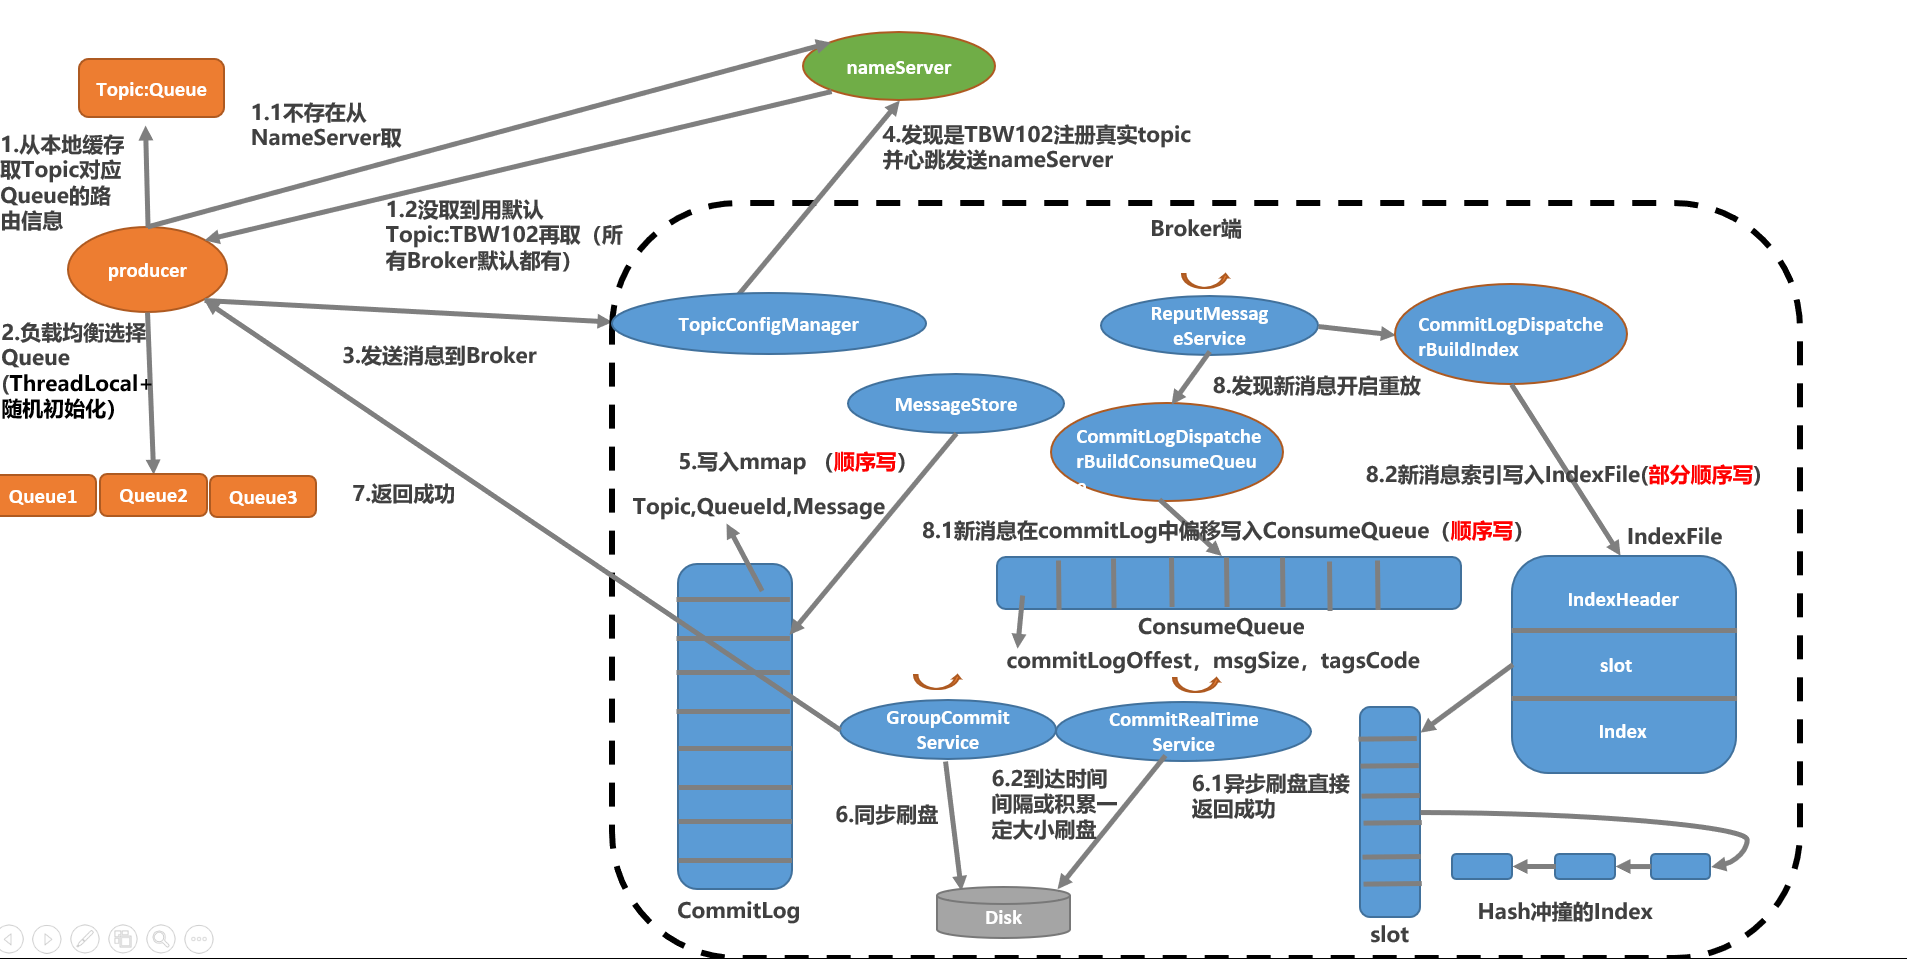 nameServer
Topic:Queue
1.1不存在从
NameServer取
1.从本地缓存
取Topic对应
Queue的路
由信息
4.发现是TBW102注册真实topic
并心跳发送nameServer
1.2没取到用默认
Topic:TBW102再取（所
有Broker默认都有）
Broker端
producer
TopicConfigManager
ReputMessag
eService
CommitLogDispatche
rBuildIndex
2.负载均衡选择
Queue
(ThreadLocal+
随机初始化）
3.发送消息到Broker
8.发现新消息开启重放
MessageStore
CommitLogDispatche
rBuildConsumeQueu
5.写入mmap （顺序写）
8.2新消息索引写入IndexFile(部分顺序写)
Queue1
Queue2
Queue3
7.返回成功
Topic,QueueId,Message
8.1新消息在commitLog中偏移写入ConsumeQueue（顺序写）
IndexFile
IndexHeader
ConsumeQueue
commitLogOffest，msgSize，tagsCode
slot
GroupCommit
Service
CommitRealTime
Service
Index
6.同步刷盘
6.2到达时间
间隔或积累一
定大小刷盘
6.1异步刷盘直接
返回成功
CommitLog
Disk
Hash冲撞的Index
slot